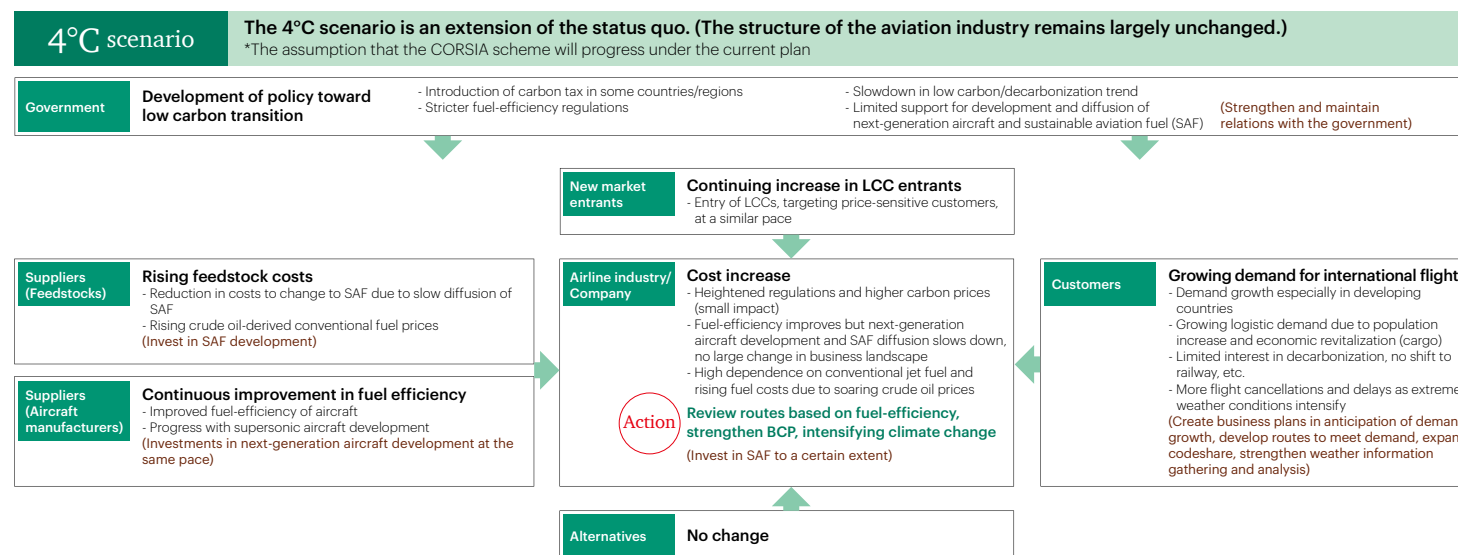 4°C scenario
The 4°C scenario is an extension of the status quo. (The structure of the aviation industry remains largely unchanged.)
*The assumption that the CORSIA scheme will progress under the current plan
Government
Development of policy toward
low carbon transition
- Introduction of carbon tax in some countries/regions
- Stricter fuel-efficiency regulations
- Slowdown in low carbon/decarbonization trend
- Limited support for development and diffusion of
next-generation aircraft and sustainable aviation fuel (SAF)
(Strengthen and maintain
relations with the government)
New market
entrants
Continuing increase in LCC entrants
- Entry of LCCs, targeting price-sensitive customers,
at a similar pace
Suppliers
(Feedstocks)
Rising feedstock costs
- Reduction in costs to change to SAF due to slow diffusion of
SAF
- Rising crude oil-derived conventional fuel prices
(Invest in SAF development)
Suppliers
(Aircraft
manufacturers)
Continuous improvement in fuel efficiency
- Improved fuel-efficiency of aircraft
- Progress with supersonic aircraft development
(Investments in next-generation aircraft development at the
same pace)
Airline industry/
Company
Cost increase
- Heightened regulations and higher carbon prices
(small impact)
- Fuel-efficiency improves but next-generation
aircraft development and SAF diffusion slows down,
no large change in business landscape
- High dependence on conventional jet fuel and
rising fuel costs due to soaring crude oil prices
Action
Review routes based on fuel-efficiency,
strengthen BCP, intensifying climate change
(Invest in SAF to a certain extent)
Customers
Growing demand for international flight
- Demand growth especially in developing
countries
- Growing logistic demand due to population
increase and economic revitalization (cargo)
- Limited interest in decarbonization, no shift to
railway, etc.
- More flight cancellations and delays as extreme
weather conditions intensify
(Create business plans in anticipation of deman
growth, develop routes to meet demand, expan
codeshare, strengthen weather information
gathering and analysis)
Alternatives
No change